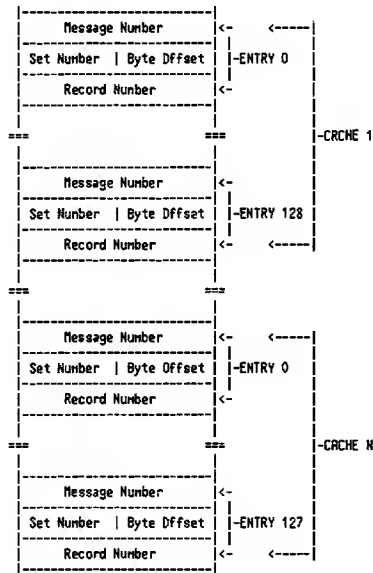 Message Number
Set Number | Byte Offset | -ENTRY 0
Record Number
=== === -CACHE 1
Message Number
Set Number | Byte Offset | -ENTRY 128
Record Number
=== ===
Message Number
Set Number | Byte Offset | -ENTRY 0
Record Number
=== === -CACHE N
Message Number
Set Number | Byte Offset | -ENTRY 127
Record Number